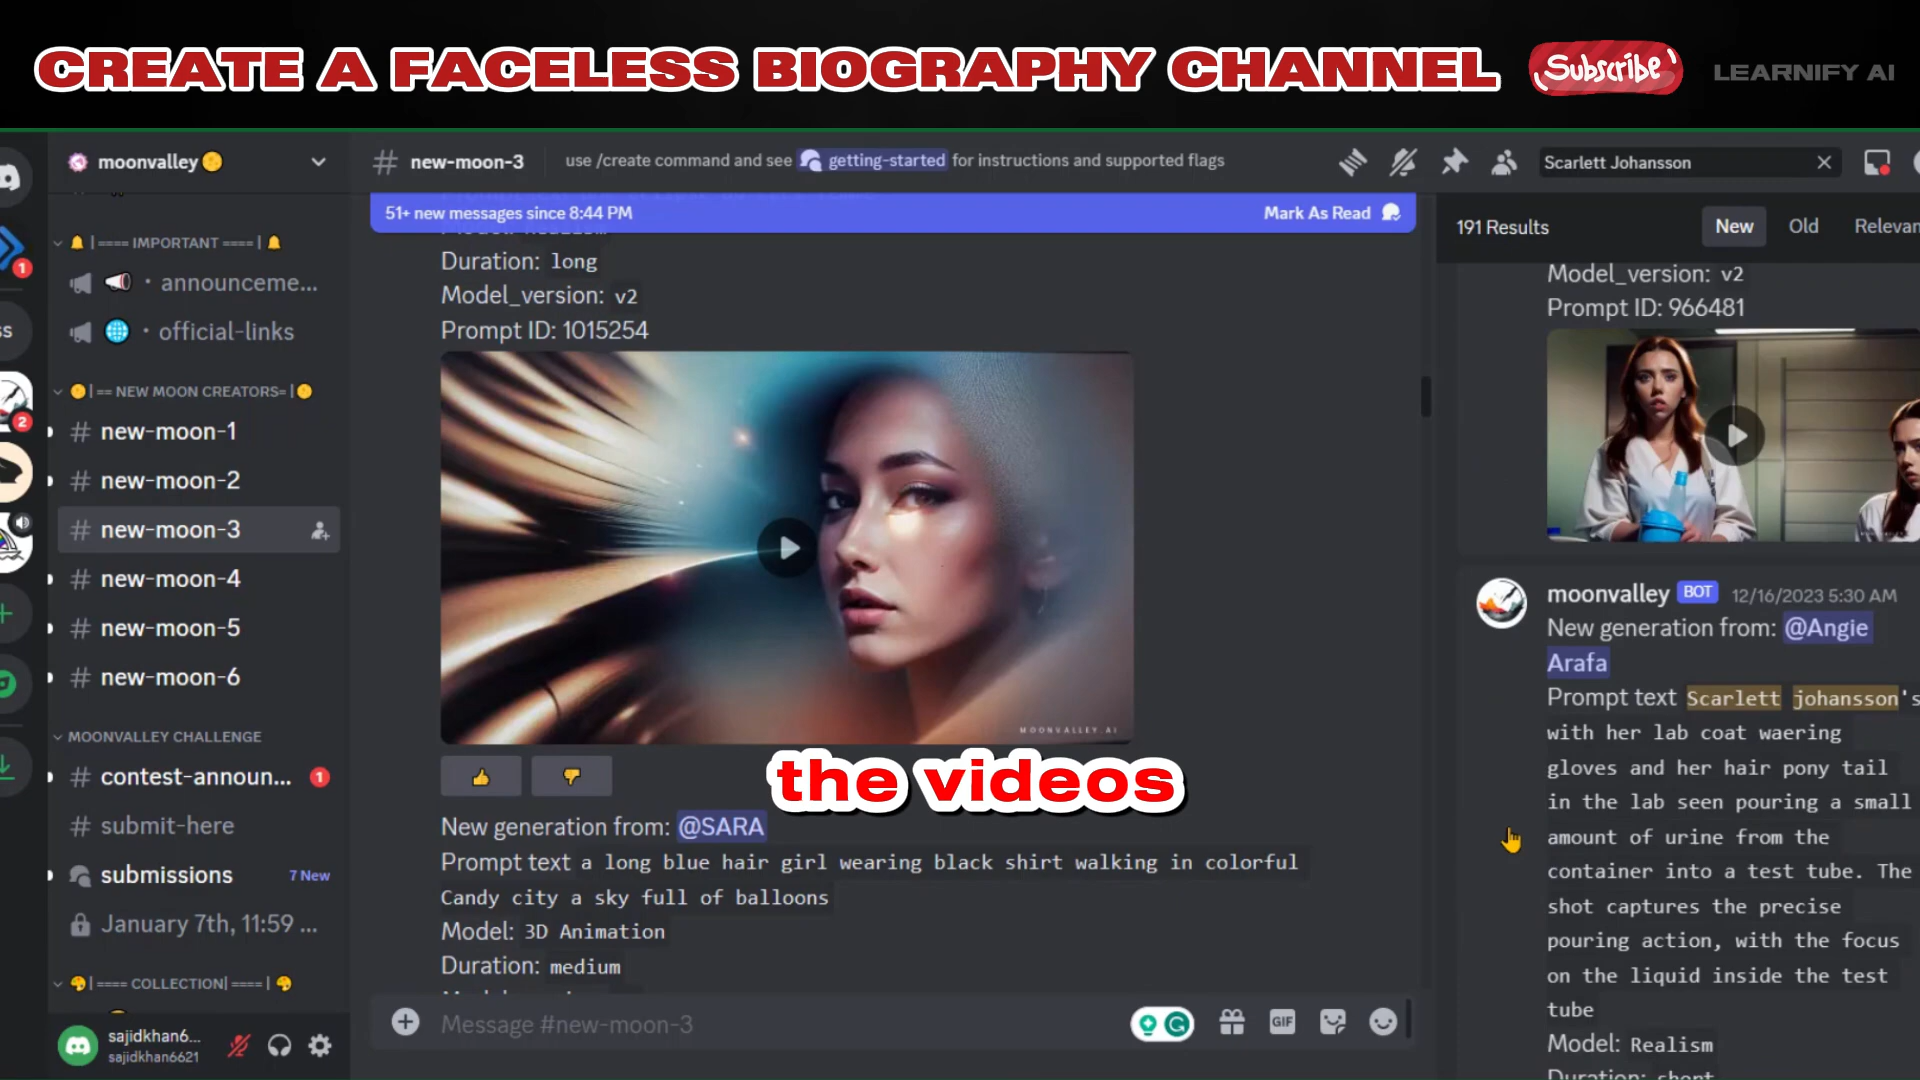 CREATE A FACELESS BIOGRAPHY CHANNEL
Subscribe
LEARNIFY AI
moonvalley
new-moon-3
use /create command and see getting-started for instructions and supported flags
Scarlett Johansson
51+ new messages since 8:44 PM
Mark As Read
191 Results
New
Old
Relevan
| ==== IMPORTANT ==== |
announceme...
official-links
| == NEW MOON CREATORS= |
new-moon-1
new-moon-2
new-moon-3
new-moon-4
new-moon-5
new-moon-6
MOONVALLEY CHALLENGE
contest-announ...
1
submit-here
submissions
7 New
January 7th, 11:59 ...
| ==== COLLECTION| ==== |
sajidkhan6...
sajidkhan6621
1
2
Duration: long
Model_version: v2
Prompt ID: 1015254
MOONVALLEY.AI
the videos
New generation from: @SARA
Prompt text a long blue hair girl wearing black shirt walking in colorful
Candy city a sky full of balloons
Model: 3D Animation
Duration: medium
Message #new-moon-3
GIF
Model_version: v2
Prompt ID: 966481
moonvalley BOT 12/16/2023 5:30 AM
New generation from: @Angie
Arafa
Prompt text Scarlett johansson's
with her lab coat waering
gloves and her hair pony tail
in the lab seen pouring a small
amount of urine from the
container into a test tube. The
shot captures the precise
pouring action, with the focus
on the liquid inside the test
tube
Model: Realism
Duration: short